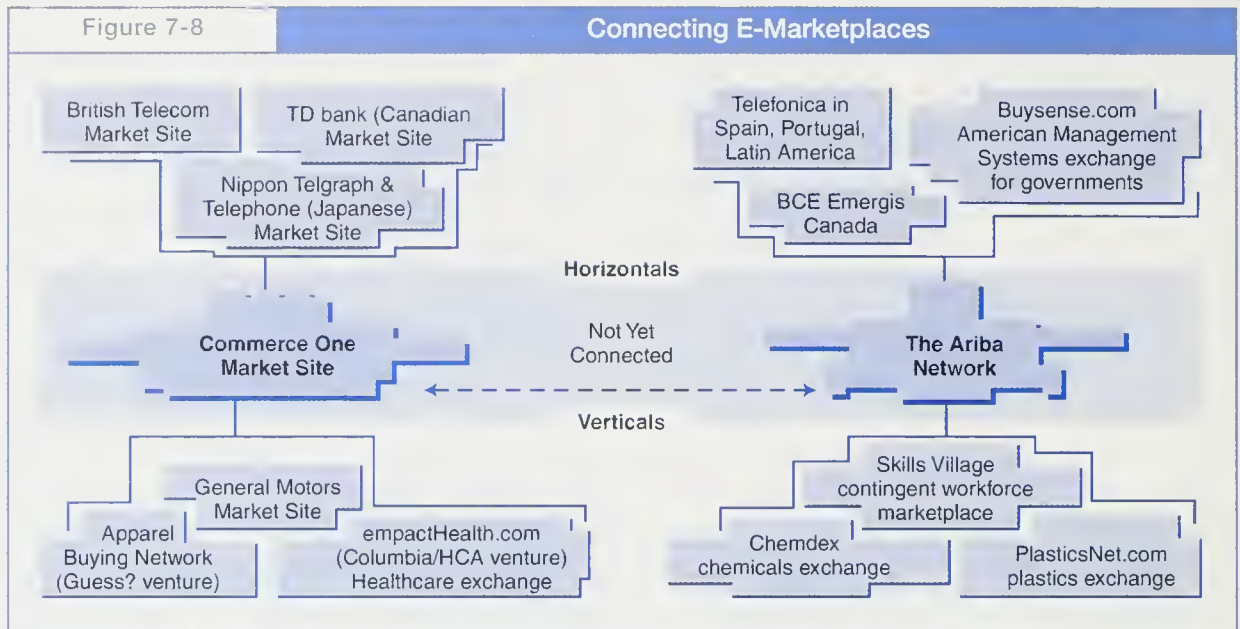 Figure 7-8
Connecting E-Marketplaces
British Telecom
Market Site
TD bank (Canadian
Market Site
Nippon Telgraph &
Telephone (Japanese)
Market Site
Telefonica in
Spain, Portugal,
Latin America
BCE Emergis
Canada
Buysense.com
American Management
Systems exchange
for governments
Horizontals
Commerce One
Market Site
Not Yet
Connected
The Ariba
Network
Verticals
General Motors
Market Site
Apparel
Buying Network
(Guess? venture)
empactHealth.com
(Columbia/HCA venture)
Healthcare exchange
Skills Village
contingent workforce
marketplace
Chemdex
chemicals exchange
PlasticsNet.com
plastics exchange